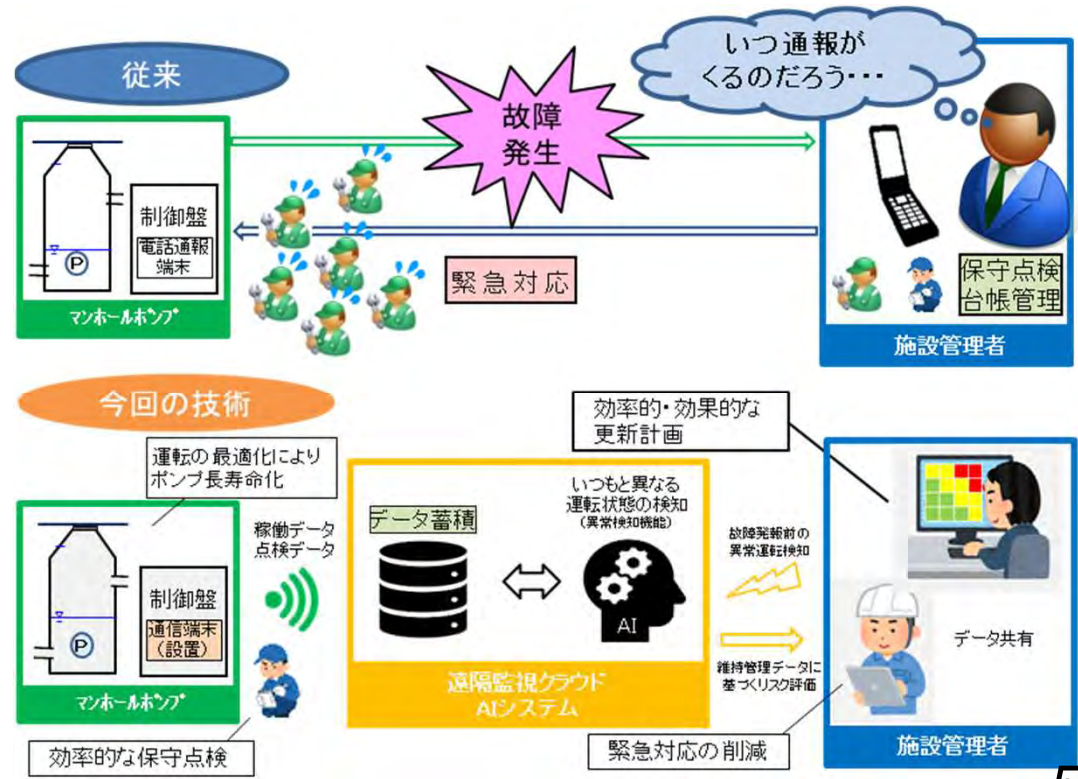 従来
いつ通報が
くるのだろう・・・
故障
発生
制御盤
電話通報
端末
P
マンホールポンプ
緊急対応
保守点検
台帳管理
施設管理者
今回の技術
運転の最適化により
ポンプ長寿命化
効率的・効果的な
更新計画
稼働データ
点検データ
データ蓄積
いつもと異なる
運転状態の検知
(異常検知機能)
AI
故障発報前の
異常運転検知
制御盤
通信端末
(設置)
P
マンホールポンプ
遠隔監視クラウド
AIシステム
維持管理データに
基づくリスク評価
データ共有
効率的な保守点検
緊急対応の削減
施設管理者